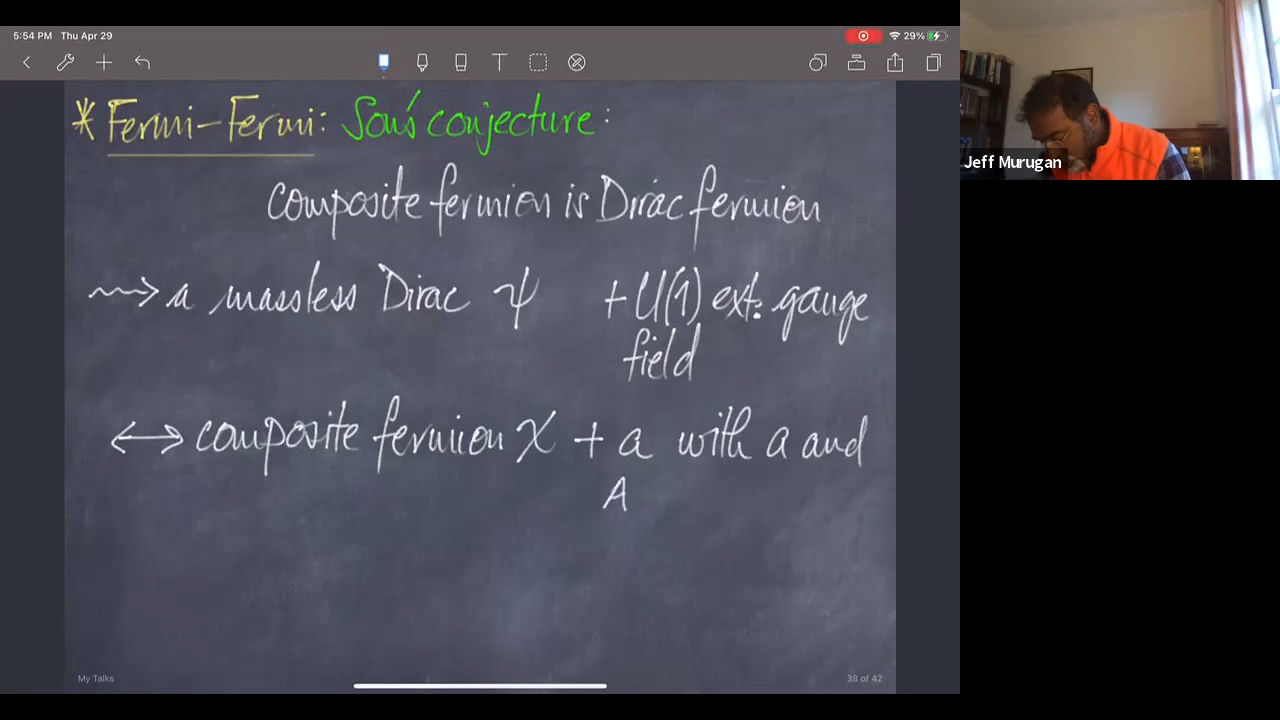 5:54 PM Thu Apr 29
29%
* Fermi-Fermi: Son's conjecture:
Composite fermion is Dirac fermion
⇝ a massless Dirac ψ + U(1) ext. gauge
field
↔ composite fermion χ + a with a and
A
My Talks
38 of 42
Jeff Murugan